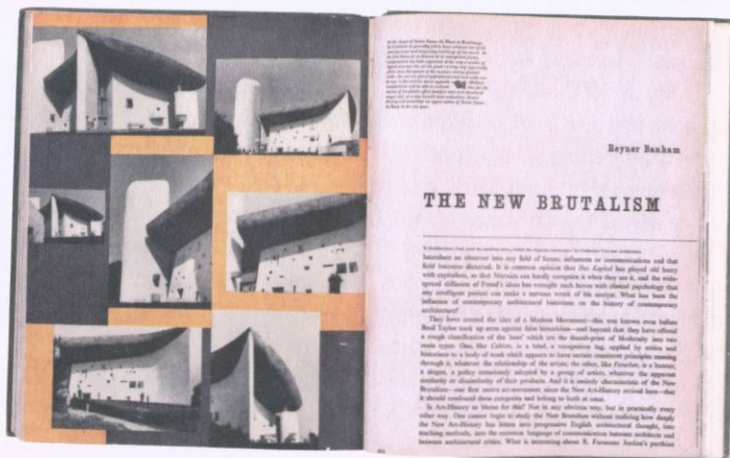 Reyner Banham
THE NEW BRUTALISM
Introduce an observer into any field of forces, influences or communications and that
field becomes distorted. It is common opinion that Das Kapital has played old harry
with capitalism, so that Marxists can hardly recognize it when they see it, and the wide-
spread diffusion of Freud's ideas has wrought such havoc with clinical psychology that
any intelligent patient can make a nervous wreck of his analyst. What has been the
influence of contemporary architectural historians on the history of contemporary
architecture?
They have created the idea of a Modern Movement—this was known even before
Basil Taylor took up arms against false historicism—and beyond that they have offered
a rough classification of the 'isms' which are the thumb-print of Modernity into two
main types: One, like Cubism, is a label, a recognition tag, applied by critics and
historians to a body of work which appears to have certain consistent principles running
through it, whatever the relationship of the artists; the other, like Futurism, is a banner,
a slogan, a policy consciously adopted by a group of artists, whatever the apparent
similarity or dissimilarity of their products. And it is entirely characteristic of the New
Brutalism—our first native art-movement since the New Art-History arrived here—that
it should confound these categories and belong to both at once.
Is Art-History to blame for this? Not in any obvious way, but in practically every
other way. One cannot begin to study the New Brutalism without realizing how deeply
the New Art-History has bitten into progressive English architectural thought, into
teaching methods, into the common language of communication between architects and
between architectural critics. What is interesting about R. Furneaux Jordan's parthian